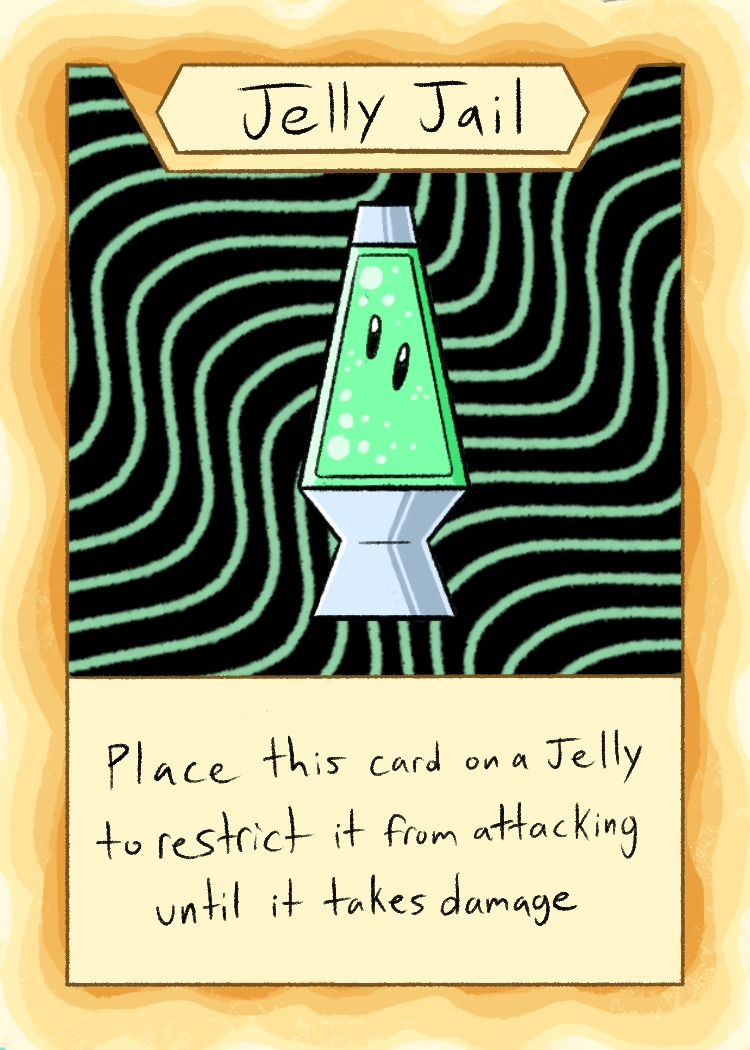 Jelly Jail
Place this card on a Jelly
to restrict it from attacking
until it takes damage